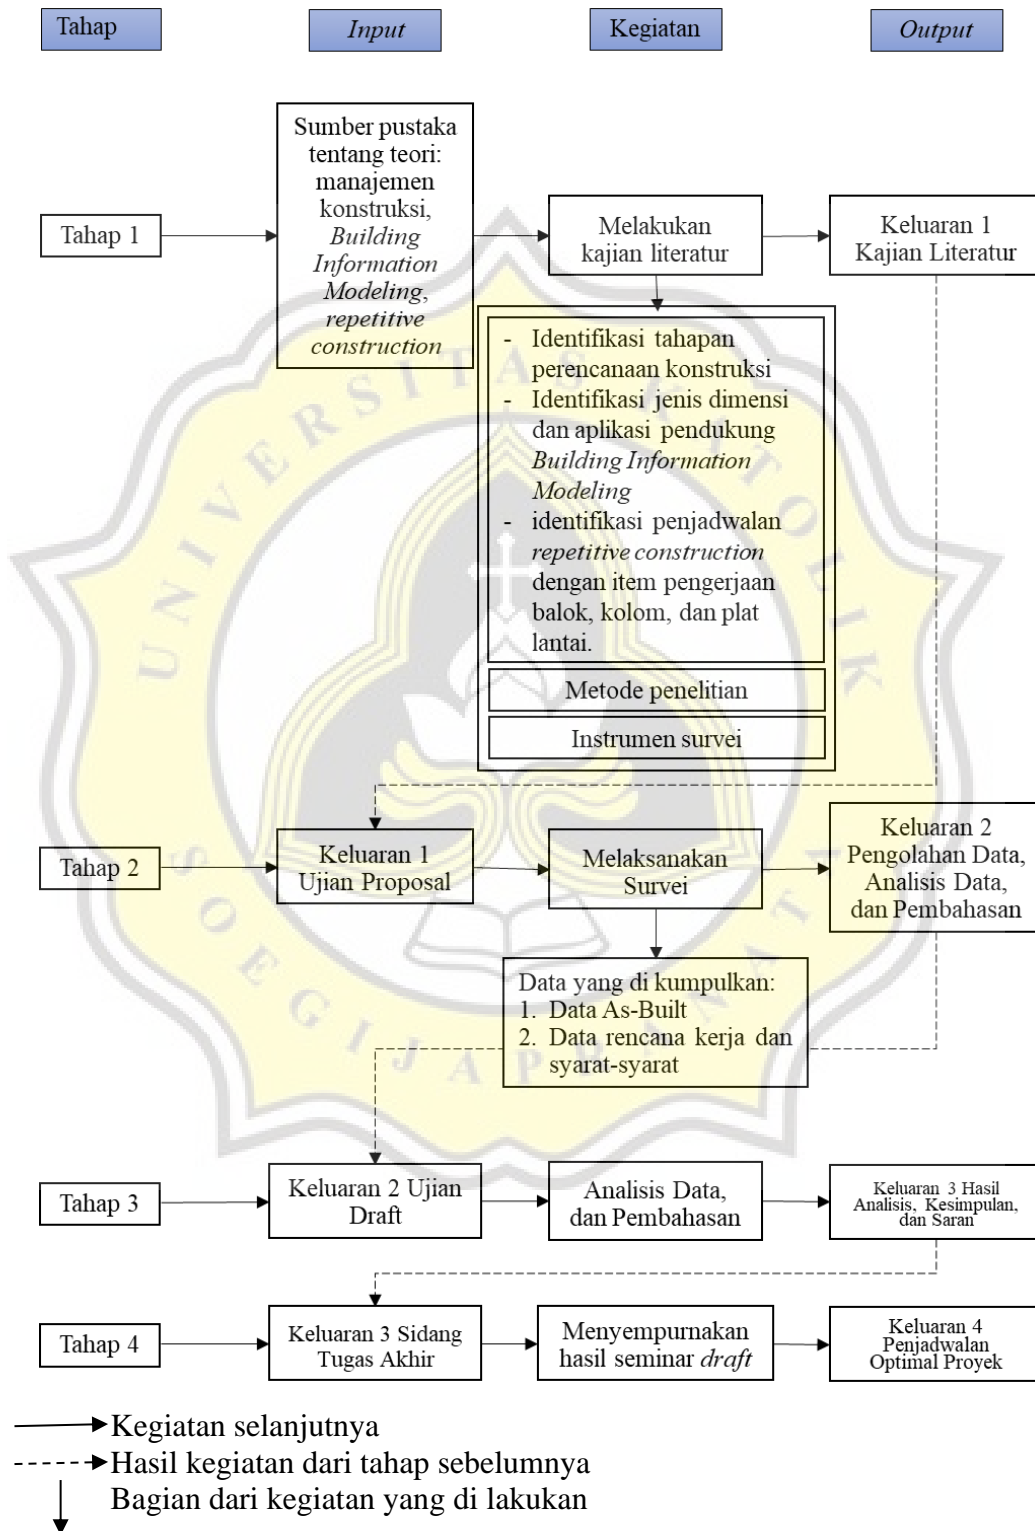 Tahap
Input
Kegiatan
Output
Tahap 1
Sumber pustaka
tentang teori:
manajemen
konstruksi,
Building
Information
Modeling,
repetitive
construction
Melakukan
kajian literatur
Keluaran 1
Kajian Literatur
- Identifikasi tahapan
perencanaan konstruksi
- Identifikasi jenis dimensi
dan aplikasi pendukung
Building Information
Modeling
- identifikasi penjadwalan
repetitive construction
dengan item pengerjaan
balok, kolom, dan plat
lantai.
Metode penelitian
Instrumen survei
Tahap 2
Keluaran 1
Ujian Proposal
Melaksanakan
Survei
Keluaran 2
Pengolahan Data,
Analisis Data,
dan Pembahasan
Data yang di kumpulkan:
1. Data As-Built
2. Data rencana kerja dan
syarat-syarat
Tahap 3
Keluaran 2 Ujian
Draft
Analisis Data,
dan Pembahasan
Keluaran 3 Hasil
Analisis, Kesimpulan,
dan Saran
Tahap 4
Keluaran 3 Sidang
Tugas Akhir
Menyempurnakan
hasil seminar draft
Keluaran 4
Penjadwalan
Optimal Proyek
Kegiatan selanjutnya
Hasil kegiatan dari tahap sebelumnya
Bagian dari kegiatan yang di lakukan
UNIVERSITAS KATOLIK
SOEGIJAPRANATA